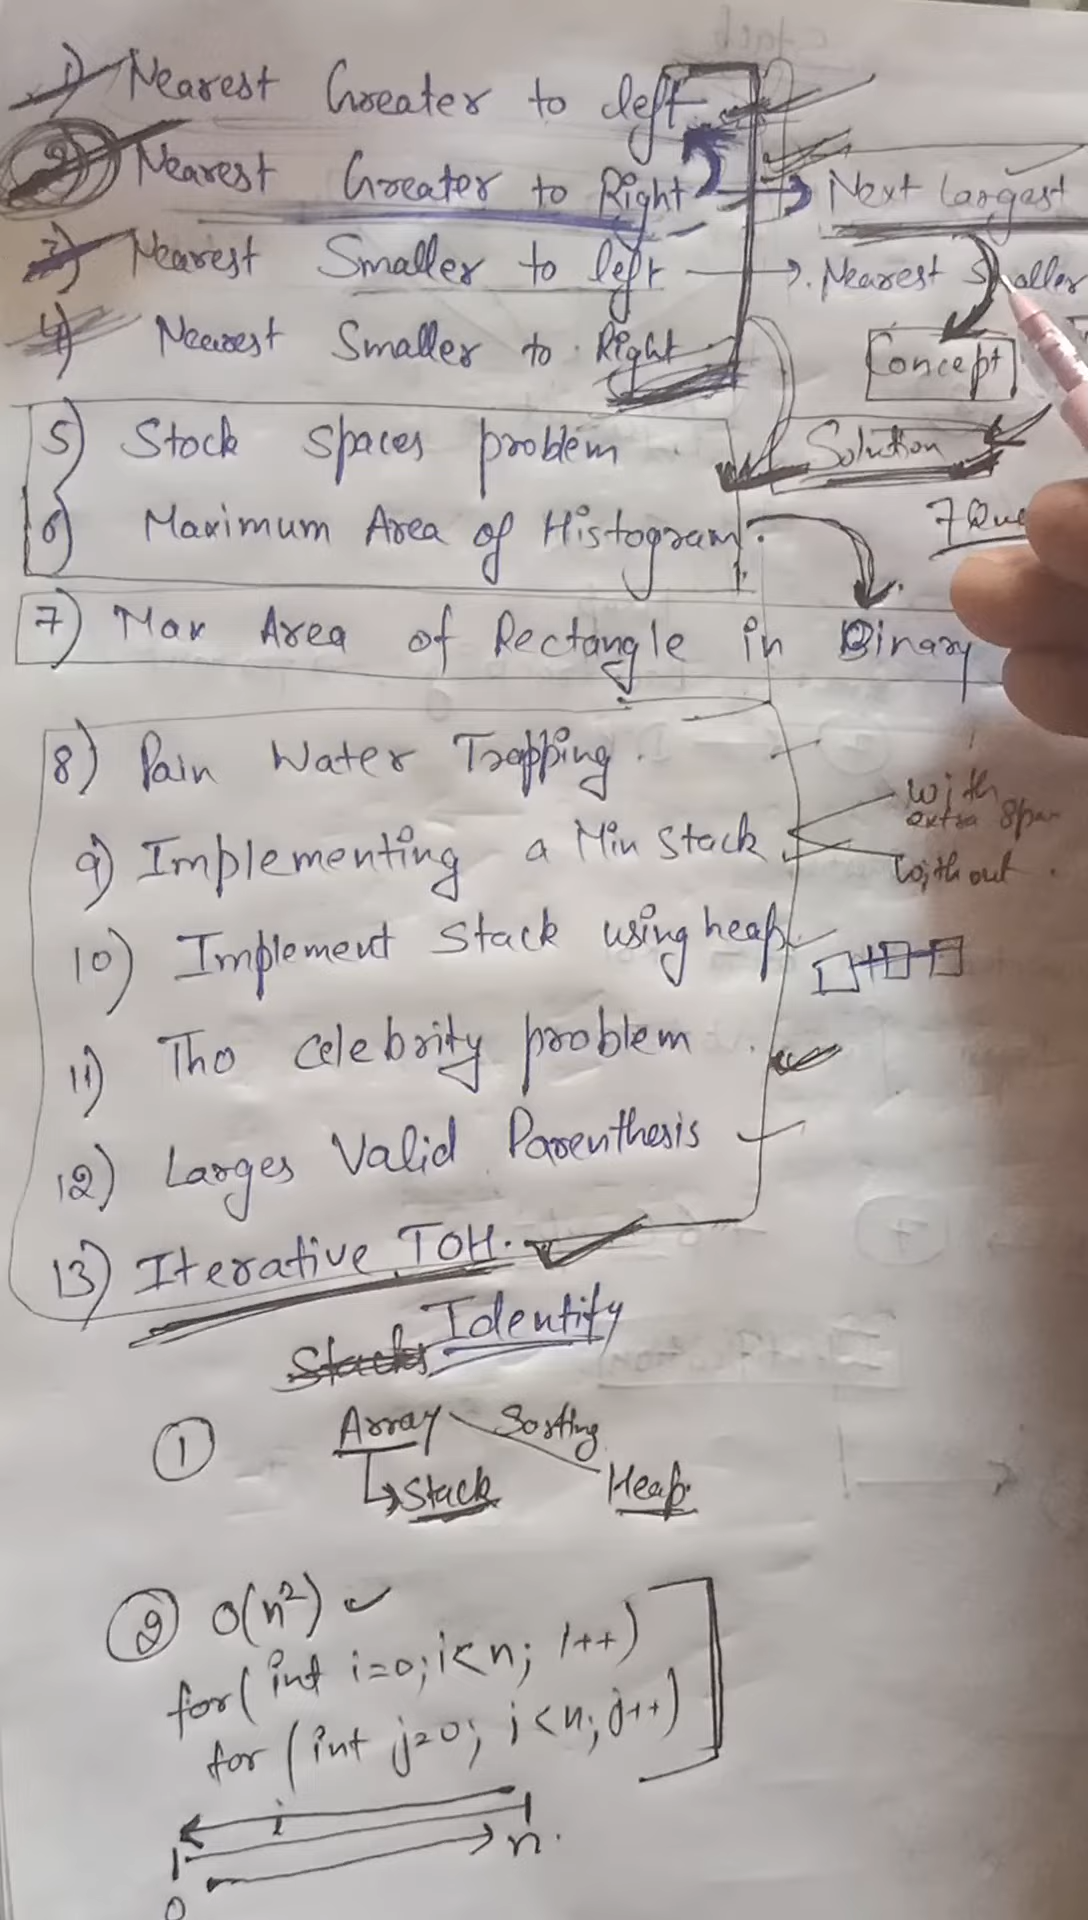 1) Nearest Greater to left
2) Nearest Greater to Right → Next largest
3) Nearest Smaller to left → Nearest Smaller
4) Nearest Smaller to Right
Concept
5) Stock Spaces problem
Solution
6) Maximum Area of Histogram
7 Que
7) Max Area of Rectangle in Binary
8) Rain Water Trapping
9) Implementing a Min Stack
with
extra spa
without
10) Implement Stack using heap
11) The Celebrity problem
12) Larges Valid Parenthesis
13) Iterative TOH.
Stacks Identify
1 Array Sorting
Stack Heap
2 O(n²)
for(int i=0; i<n; i++)
for (int j=0; j<n; j++)
i
0 n